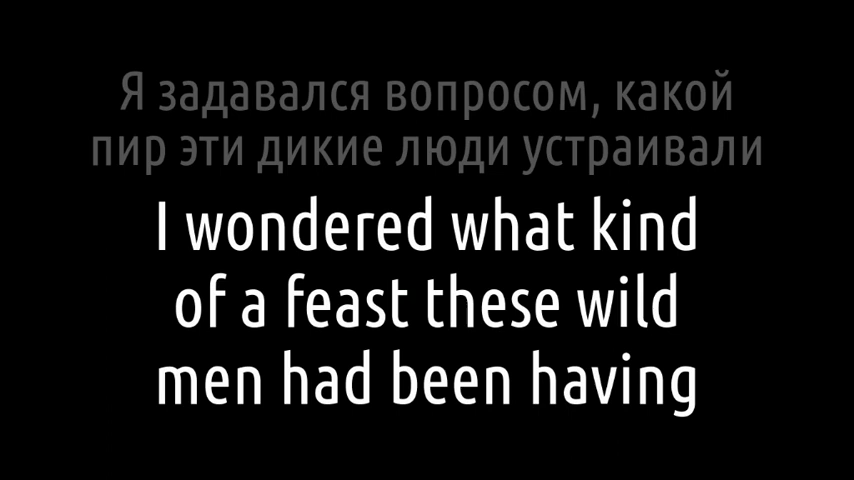 Я задавался вопросом, какой
пир эти дикие люди устраивали
I wondered what kind
of a feast these wild
men had been having